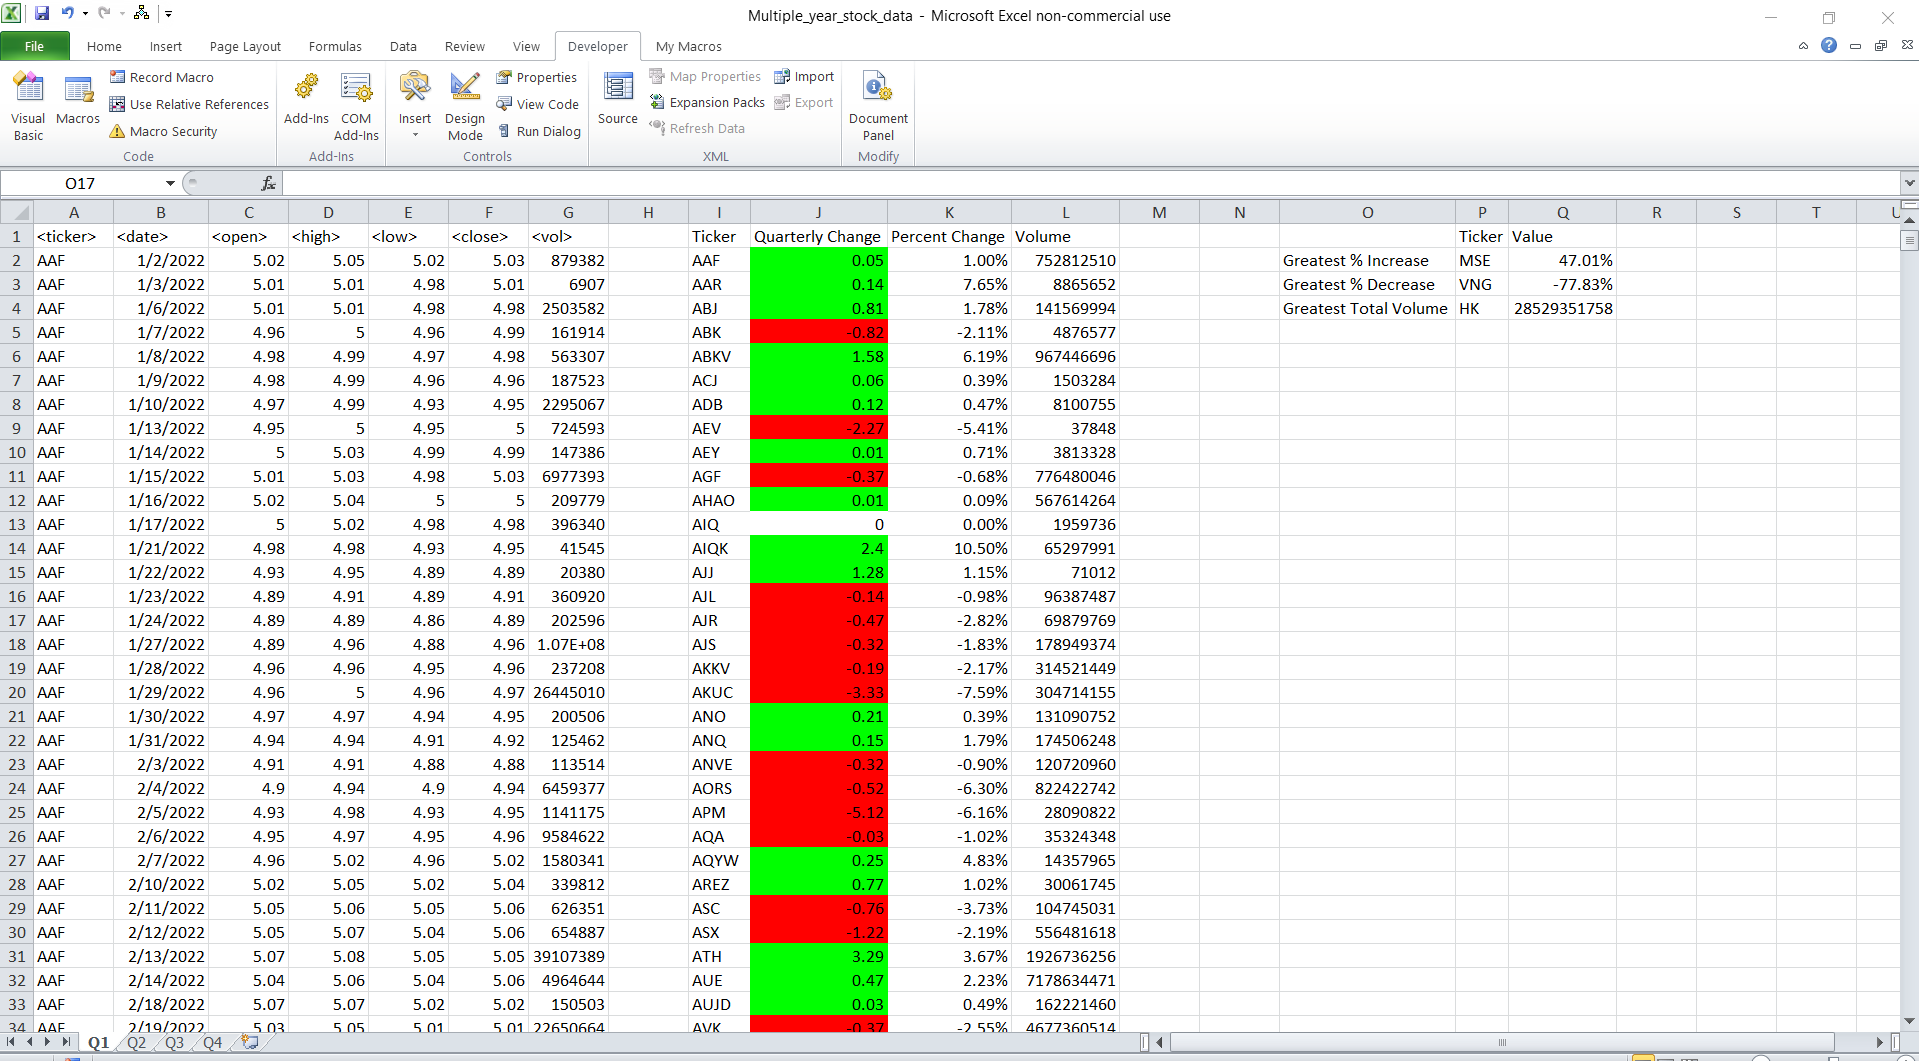 Multiple_year_stock_data - Microsoft Excel non-commercial use
File Home Insert Page Layout Formulas Data Review View Developer My Macros
Visual Basic
Macros
Record Macro
Use Relative References
Macro Security
Code
Add-Ins
COM Add-Ins
Add-Ins
Insert
Design Mode
Properties
View Code
Run Dialog
Controls
Source
Map Properties
Expansion Packs
Refresh Data
Import
Export
XML
Document Panel
Modify
O17 fx
A B C D E F G H I J K L M N O P Q R S T U
1 <ticker> <date> <open> <high> <low> <close> <vol> Ticker Quarterly Change Percent Change Volume Ticker Value
2 AAF 1/2/2022 5.02 5.05 5.02 5.03 879382 AAF 0.05 1.00% 752812510 Greatest % Increase MSE 47.01%
3 AAF 1/3/2022 5.01 5.01 4.98 5.01 6907 AAR 0.14 7.65% 8865652 Greatest % Decrease VNG -77.83%
4 AAF 1/6/2022 5.01 5.01 4.98 4.98 2503582 ABJ 0.81 1.78% 141569994 Greatest Total Volume HK 28529351758
5 AAF 1/7/2022 4.96 5 4.96 4.99 161914 ABK -0.82 -2.11% 4876577
6 AAF 1/8/2022 4.98 4.99 4.97 4.98 563307 ABKV 1.58 6.19% 967446696
7 AAF 1/9/2022 4.98 4.99 4.96 4.96 187523 ACJ 0.06 0.39% 1503284
8 AAF 1/10/2022 4.97 4.99 4.93 4.95 2295067 ADB 0.12 0.47% 8100755
9 AAF 1/13/2022 4.95 5 4.95 5 724593 AEV -2.27 -5.41% 37848
10 AAF 1/14/2022 5 5.03 4.99 4.99 147386 AEY 0.01 0.71% 3813328
11 AAF 1/15/2022 5.01 5.03 4.98 5.03 6977393 AGF -0.37 -0.68% 776480046
12 AAF 1/16/2022 5.02 5.04 5 5 209779 AHAO 0.01 0.09% 567614264
13 AAF 1/17/2022 5 5.02 4.98 4.98 396340 AIQ 0 0.00% 1959736
14 AAF 1/21/2022 4.98 4.98 4.93 4.95 41545 AIQK 2.4 10.50% 65297991
15 AAF 1/22/2022 4.93 4.95 4.89 4.89 20380 AJJ 1.28 1.15% 71012
16 AAF 1/23/2022 4.89 4.91 4.89 4.91 360920 AJL -0.14 -0.98% 96387487
17 AAF 1/24/2022 4.89 4.89 4.86 4.89 202596 AJR -0.47 -2.82% 69879769
18 AAF 1/27/2022 4.89 4.96 4.88 4.96 1.07E+08 AJS -0.32 -1.83% 178949374
19 AAF 1/28/2022 4.96 4.96 4.95 4.96 237208 AKKV -0.19 -2.17% 314521449
20 AAF 1/29/2022 4.96 5 4.96 4.97 26445010 AKUC -3.33 -7.59% 304714155
21 AAF 1/30/2022 4.97 4.97 4.94 4.95 200506 ANO 0.21 0.39% 131090752
22 AAF 1/31/2022 4.94 4.94 4.91 4.92 125462 ANQ 0.15 1.79% 174506248
23 AAF 2/3/2022 4.91 4.91 4.88 4.88 113514 ANVE -0.32 -0.90% 120720960
24 AAF 2/4/2022 4.9 4.94 4.9 4.94 6459377 AORS -0.52 -6.30% 822422742
25 AAF 2/5/2022 4.93 4.98 4.93 4.95 1141175 APM -5.12 -6.16% 28090822
26 AAF 2/6/2022 4.95 4.97 4.95 4.96 9584622 AQA -0.03 -1.02% 35324348
27 AAF 2/7/2022 4.96 5.02 4.96 5.02 1580341 AQYW 0.25 4.83% 14357965
28 AAF 2/10/2022 5.02 5.05 5.02 5.04 339812 AREZ 0.77 1.02% 30061745
29 AAF 2/11/2022 5.05 5.06 5.05 5.06 626351 ASC -0.76 -3.73% 104745031
30 AAF 2/12/2022 5.05 5.07 5.04 5.06 654887 ASX -1.22 -2.19% 556481618
31 AAF 2/13/2022 5.07 5.08 5.05 5.05 39107389 ATH 3.29 3.67% 1926736256
32 AAF 2/14/2022 5.04 5.06 5.04 5.06 4964644 AUE 0.47 2.23% 7178634471
33 AAF 2/18/2022 5.07 5.07 5.02 5.02 150503 AUJD 0.03 0.49% 162221460
34 AAF 2/19/2022 5.03 5.05 5.01 5.01 22650664 AVK -0.37 -2.55% 4677360514
Q1 Q2 Q3 Q4